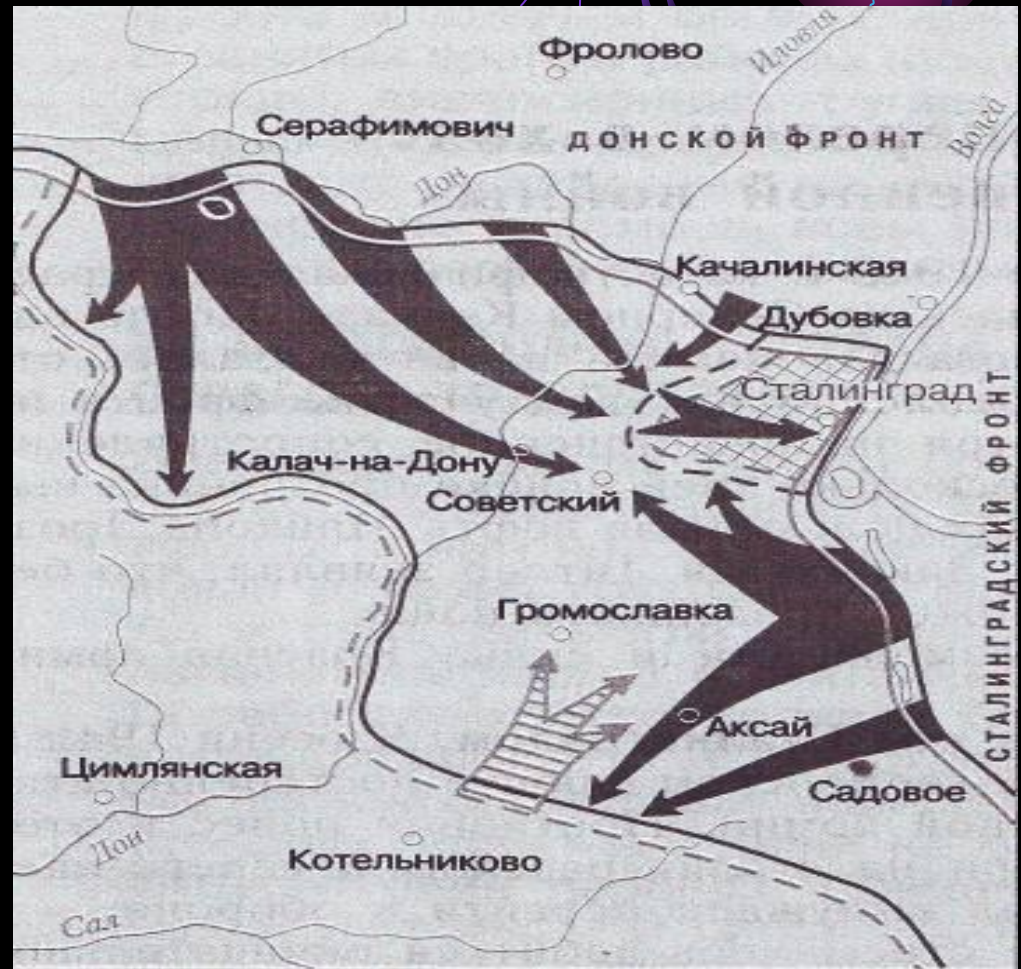 Фролово
Иловля
Серафимович
ДОНСКОЙ ФРОНТ
Волга
Дон
Качалинская
Дубовка
Сталинград
Калач-на-Дону
Советский
СТАЛИНГРАДСКИЙ ФРОНТ
Громославка
Аксай
Цимлянская
Садовое
Дон
Котельниково
Сал